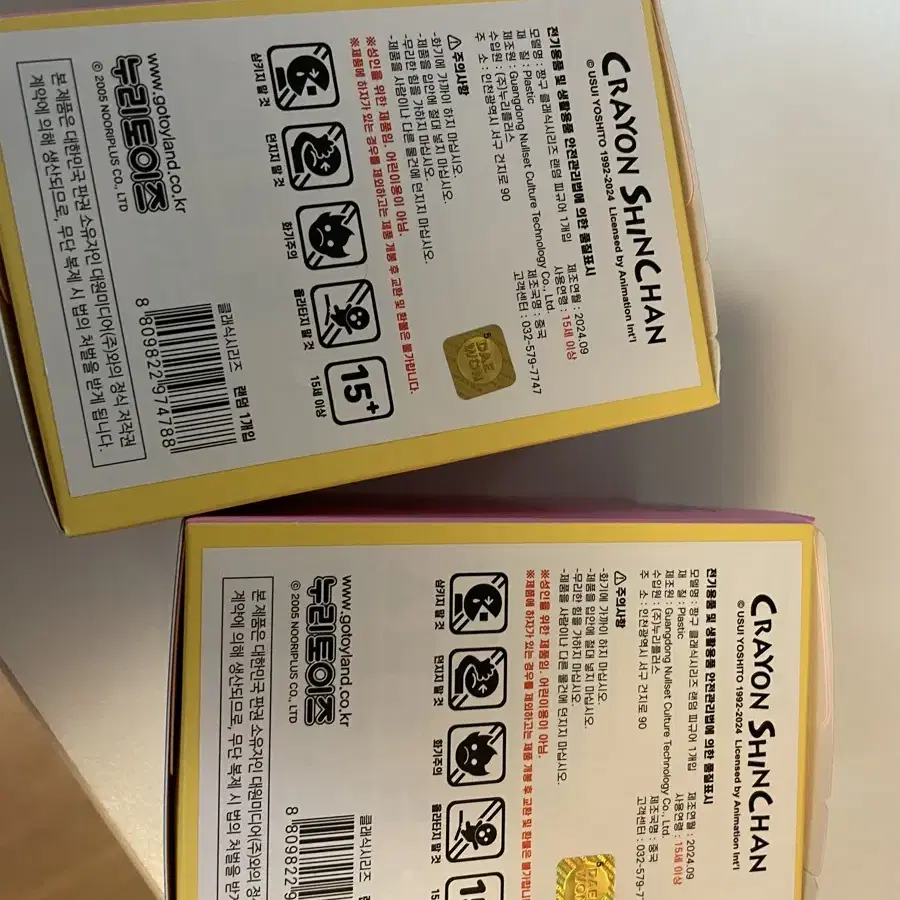 CRAYON SHINCHAN
© USUI YOSHITO 1992-2024 Licensed by Animation Int'l
전기용품 및 생활용품 안전관리법에 의한 품질표시
모델명 : 짱구 클래식시리즈 랜덤 피규어 1개입
제조연월 : 2024.09
재 질 : Plastic
사용연령 : 15세 이상
제조원 : Guangdong Nullset Culture Technology Co., Ltd.
수입원 : (주)누리플러스
제조국명 : 중국
주 소 : 인천광역시 서구 건지로 90
고객센터 : 032-579-7747
⚠주의사항
-화기에 가까이 하지 마십시오.
-제품을 입안에 절대 넣지 마십시오.
-무리한 힘을 가하지 마십시오.
-제품을 사람이나 다른 물건에 던지지 마십시오.
※성인을 위한 제품임. 어린이용이 아님.
※제품에 하자가 있는 경우를 제외하고는 제품 개봉 후 교환 및 환불은 불가합니다.
DAE
WON
삼키지 말 것
던지지 말 것
화기주의
올라타지 말 것
15+
15세 이상
www.gotoyland.co.kr
누리토이즈
© 2005 NOORIPLUS CO., LTD
클래식시리즈 랜덤 1개입
8 809822 974788
본 제품은 대한민국 판권 소유자인 대원미디어(주)와의 정식 저작권
계약에 의해 생산되므로, 무단 복제 시 법의 처벌을 받게 됩니다.
CRAYON SHINCHAN
© USUI YOSHITO 1992-2024 Licensed by Animation Int'l
전기용품 및 생활용품 안전관리법에 의한 품질표시
모델명 : 짱구 클래식시리즈 랜덤 피규어 1개입
제조연월 : 2024.09
재 질 : Plastic
사용연령 : 15세 이상
제조원 : Guangdong Nullset Culture Technology Co., Ltd.
수입원 : (주)누리플러스
제조국명 : 중국
주 소 : 인천광역시 서구 건지로 90
고객센터 : 032-579-7
⚠주의사항
-화기에 가까이 하지 마십시오.
-제품을 입안에 절대 넣지 마십시오.
-무리한 힘을 가하지 마십시오.
-제품을 사람이나 다른 물건에 던지지 마십시오.
※성인을 위한 제품임. 어린이용이 아님.
※제품에 하자가 있는 경우를 제외하고는 제품 개봉 후 교환 및 환불은 불가합니다
DAE
WON
삼키지 말 것
던지지 말 것
화기주의
올라타지 말 것
15
www.gotoyland.co.kr
누리토이즈
© 2005 NOORIPLUS CO., LTD
클래식시리즈
8 809822 9
본 제품은 대한민국 판권 소유자인 대원미디어(주)와의 정
계약에 의해 생산되므로, 무단 복제 시 법의 처벌을 받게